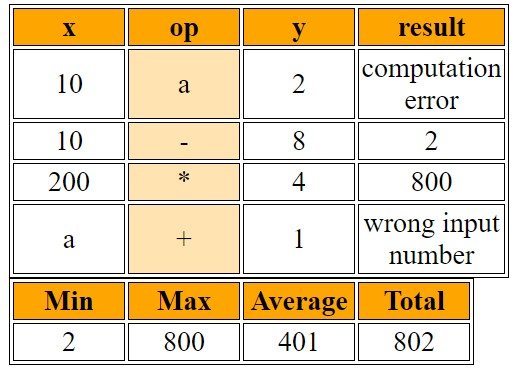 x op y result
10 a 2 computation error
10 - 8 2
200 * 4 800
a + 1 wrong input number
Min Max Average Total
2 800 401 802